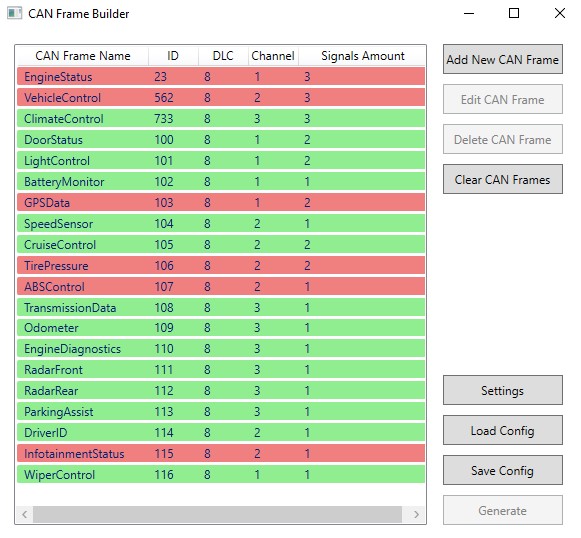 CAN Frame Builder
CAN Frame Name ID DLC Channel Signals Amount
EngineStatus 23 8 1 3
VehicleControl 562 8 2 3
ClimateControl 733 8 3 3
DoorStatus 100 8 1 2
LightControl 101 8 1 2
BatteryMonitor 102 8 1 1
GPSData 103 8 1 2
SpeedSensor 104 8 2 1
CruiseControl 105 8 2 2
TirePressure 106 8 2 2
ABSControl 107 8 2 1
TransmissionData 108 8 3 1
Odometer 109 8 3 1
EngineDiagnostics 110 8 3 1
RadarFront 111 8 3 1
RadarRear 112 8 3 1
ParkingAssist 113 8 3 1
DriverID 114 8 2 1
InfotainmentStatus 115 8 2 1
WiperControl 116 8 1 1
Add New CAN Frame
Edit CAN Frame
Delete CAN Frame
Clear CAN Frames
Settings
Load Config
Save Config
Generate